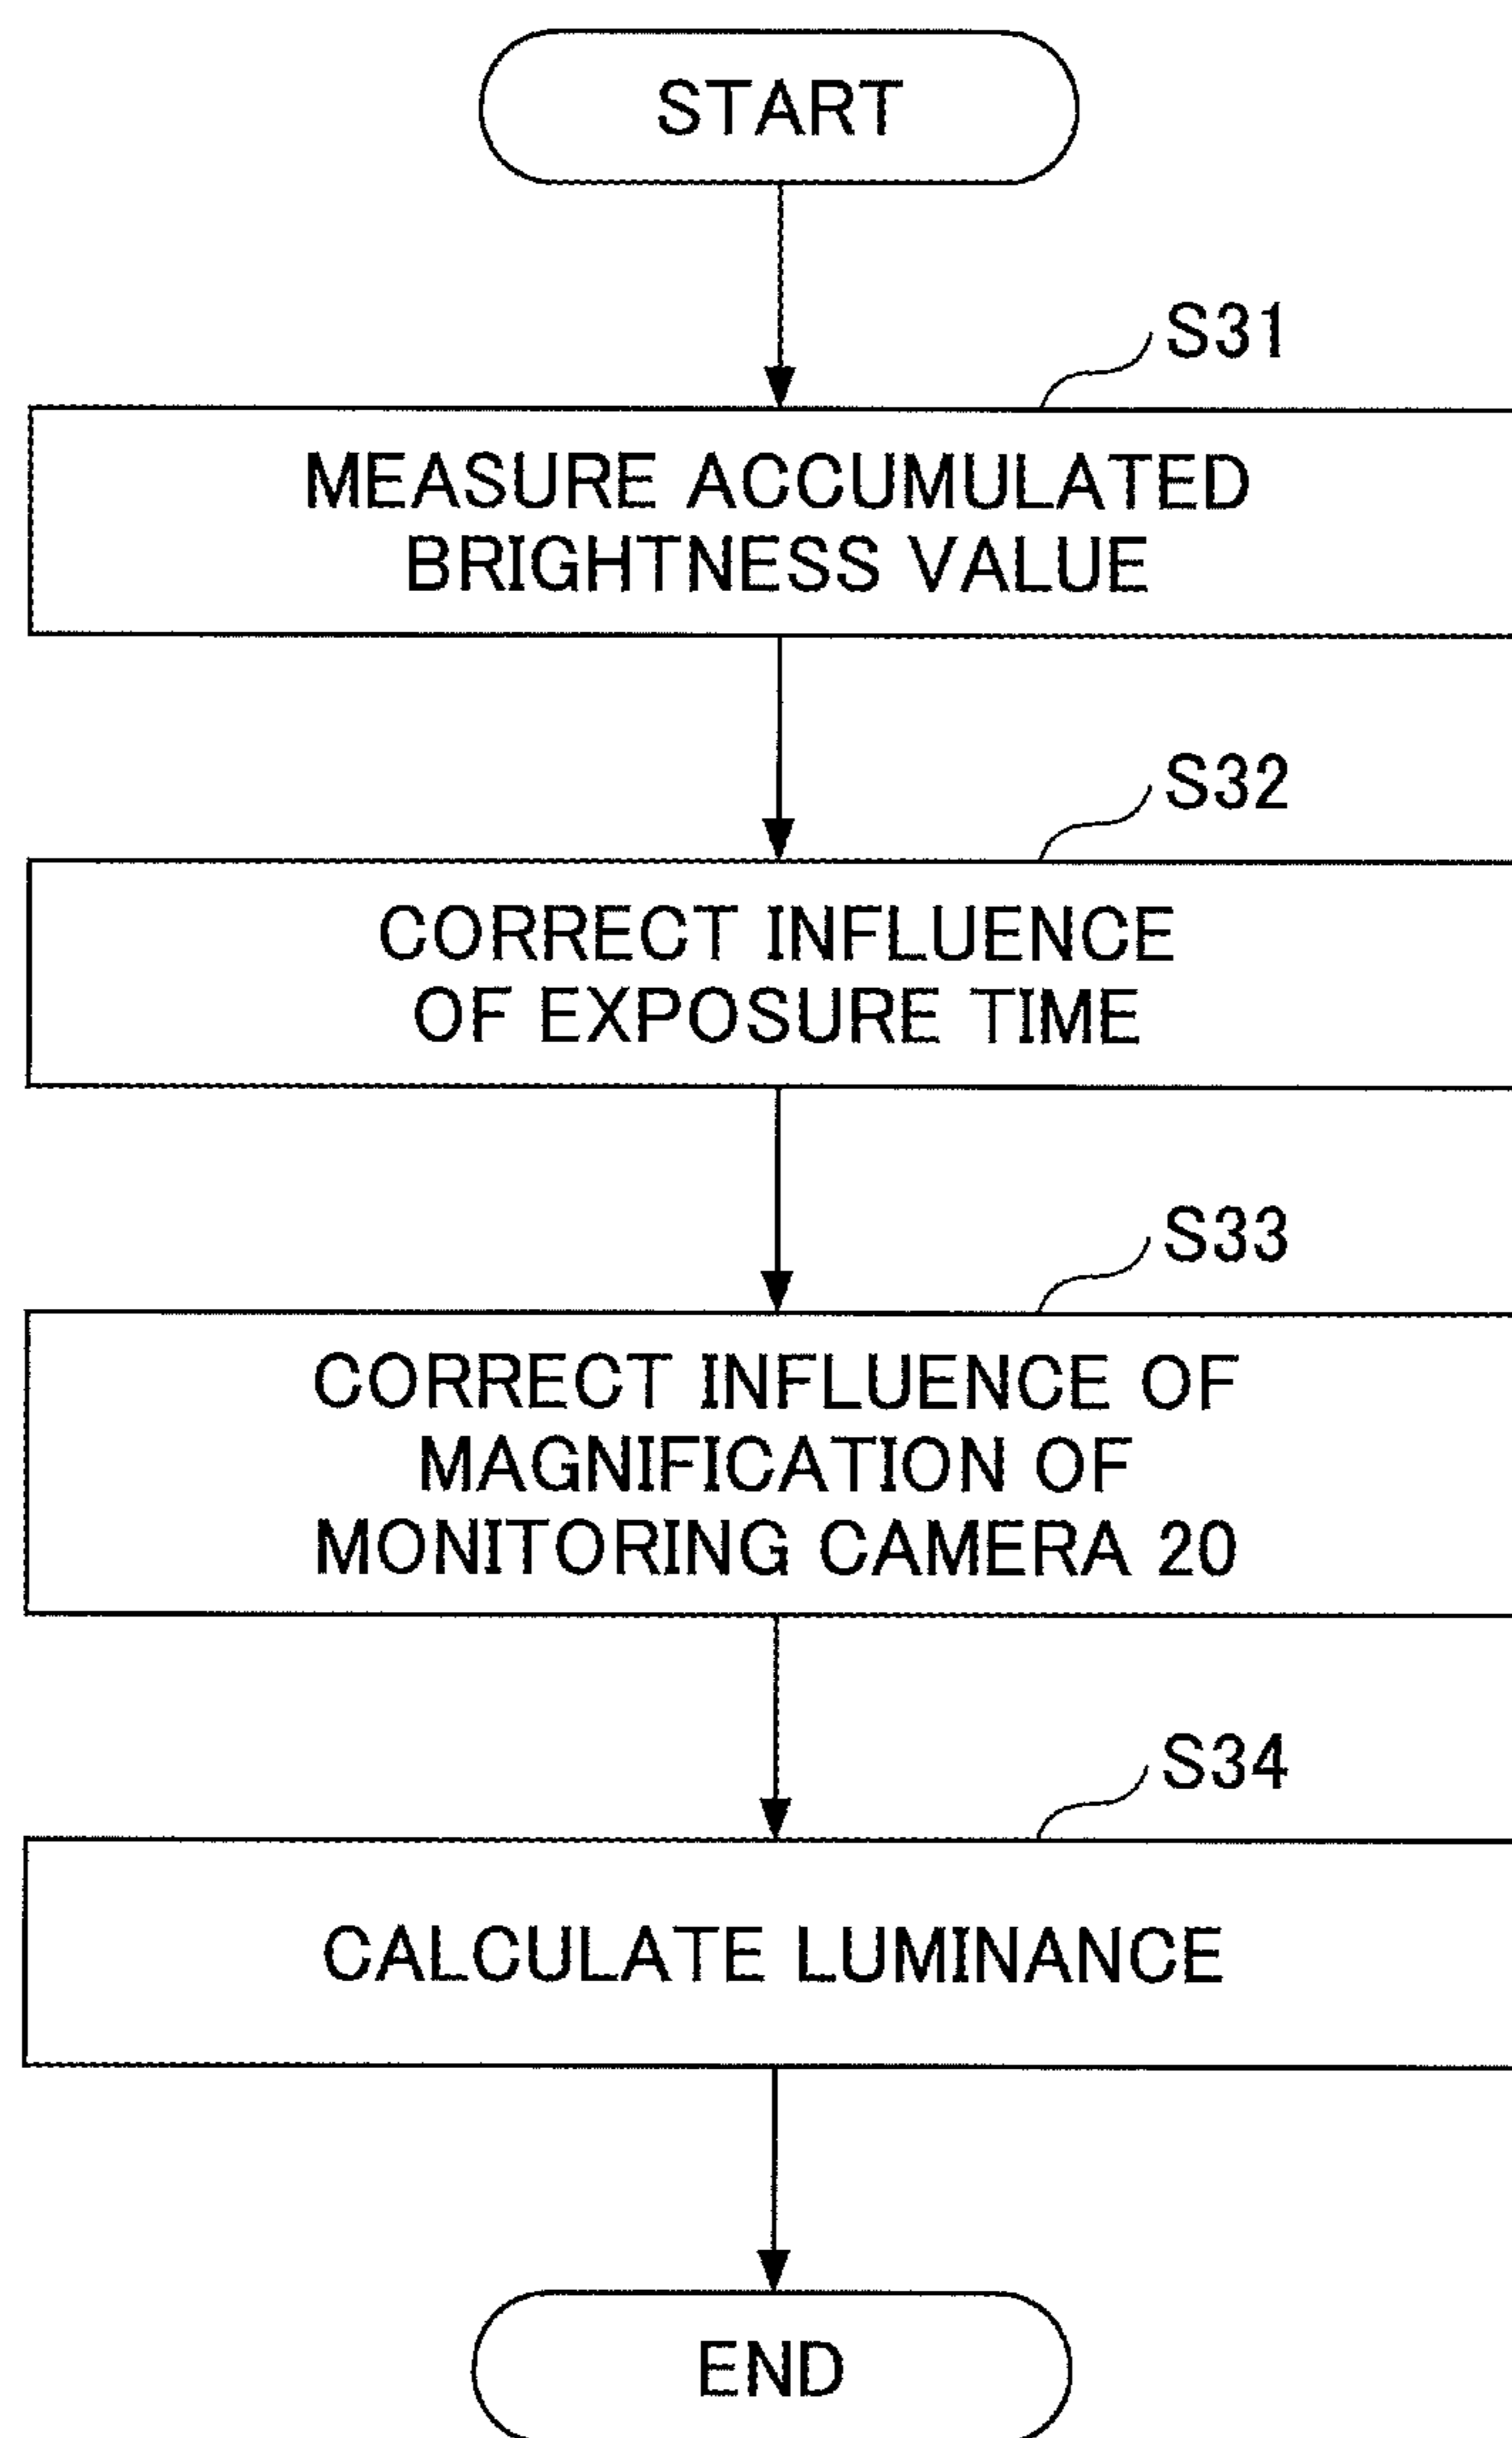 START
S31
MEASURE ACCUMULATED
BRIGHTNESS VALUE
S32
CORRECT INFLUENCE
OF EXPOSURE TIME
S33
CORRECT INFLUENCE OF
MAGNIFICATION OF
MONITORING CAMERA 20
S34
CALCULATE LUMINANCE
END